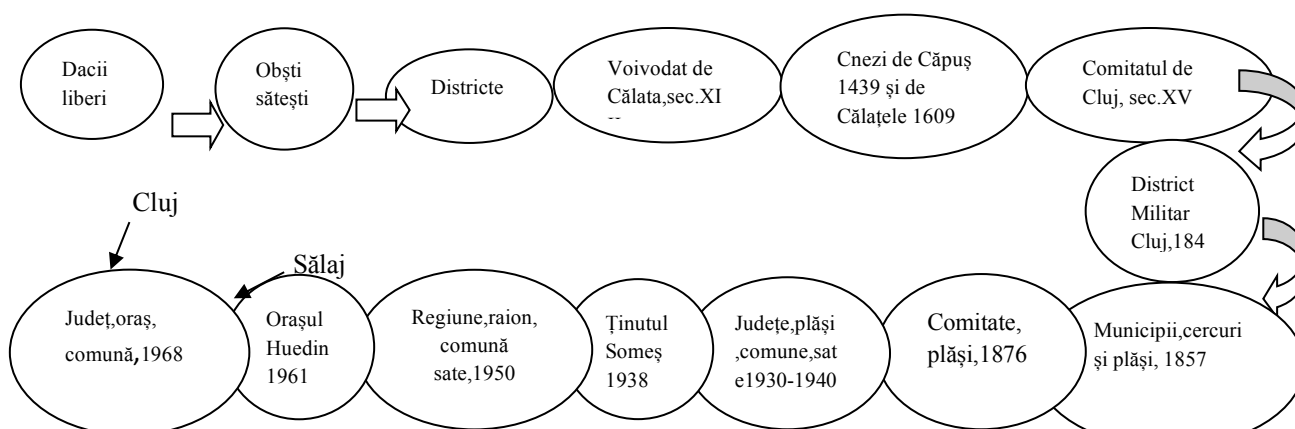 Dacii
liberi
Obști
sătești
Districte
Voivodat de
Călata,sec.XI
Cnezi de Căpuș
1439 și de
Călațele 1609
Comitatul de
Cluj, sec.XV
District
Militar
Cluj,184
Municipii,cercuri
și plăși, 1857
Comitate,
plăși,1876
Județe,plăși
,comune,sat
e1930-1940
Ținutul
Someș
1938
Regiune,raion,
comună
sate,1950
Orașul
Huedin
1961
Sălaj
Județ,oraș,
comună,1968
Cluj